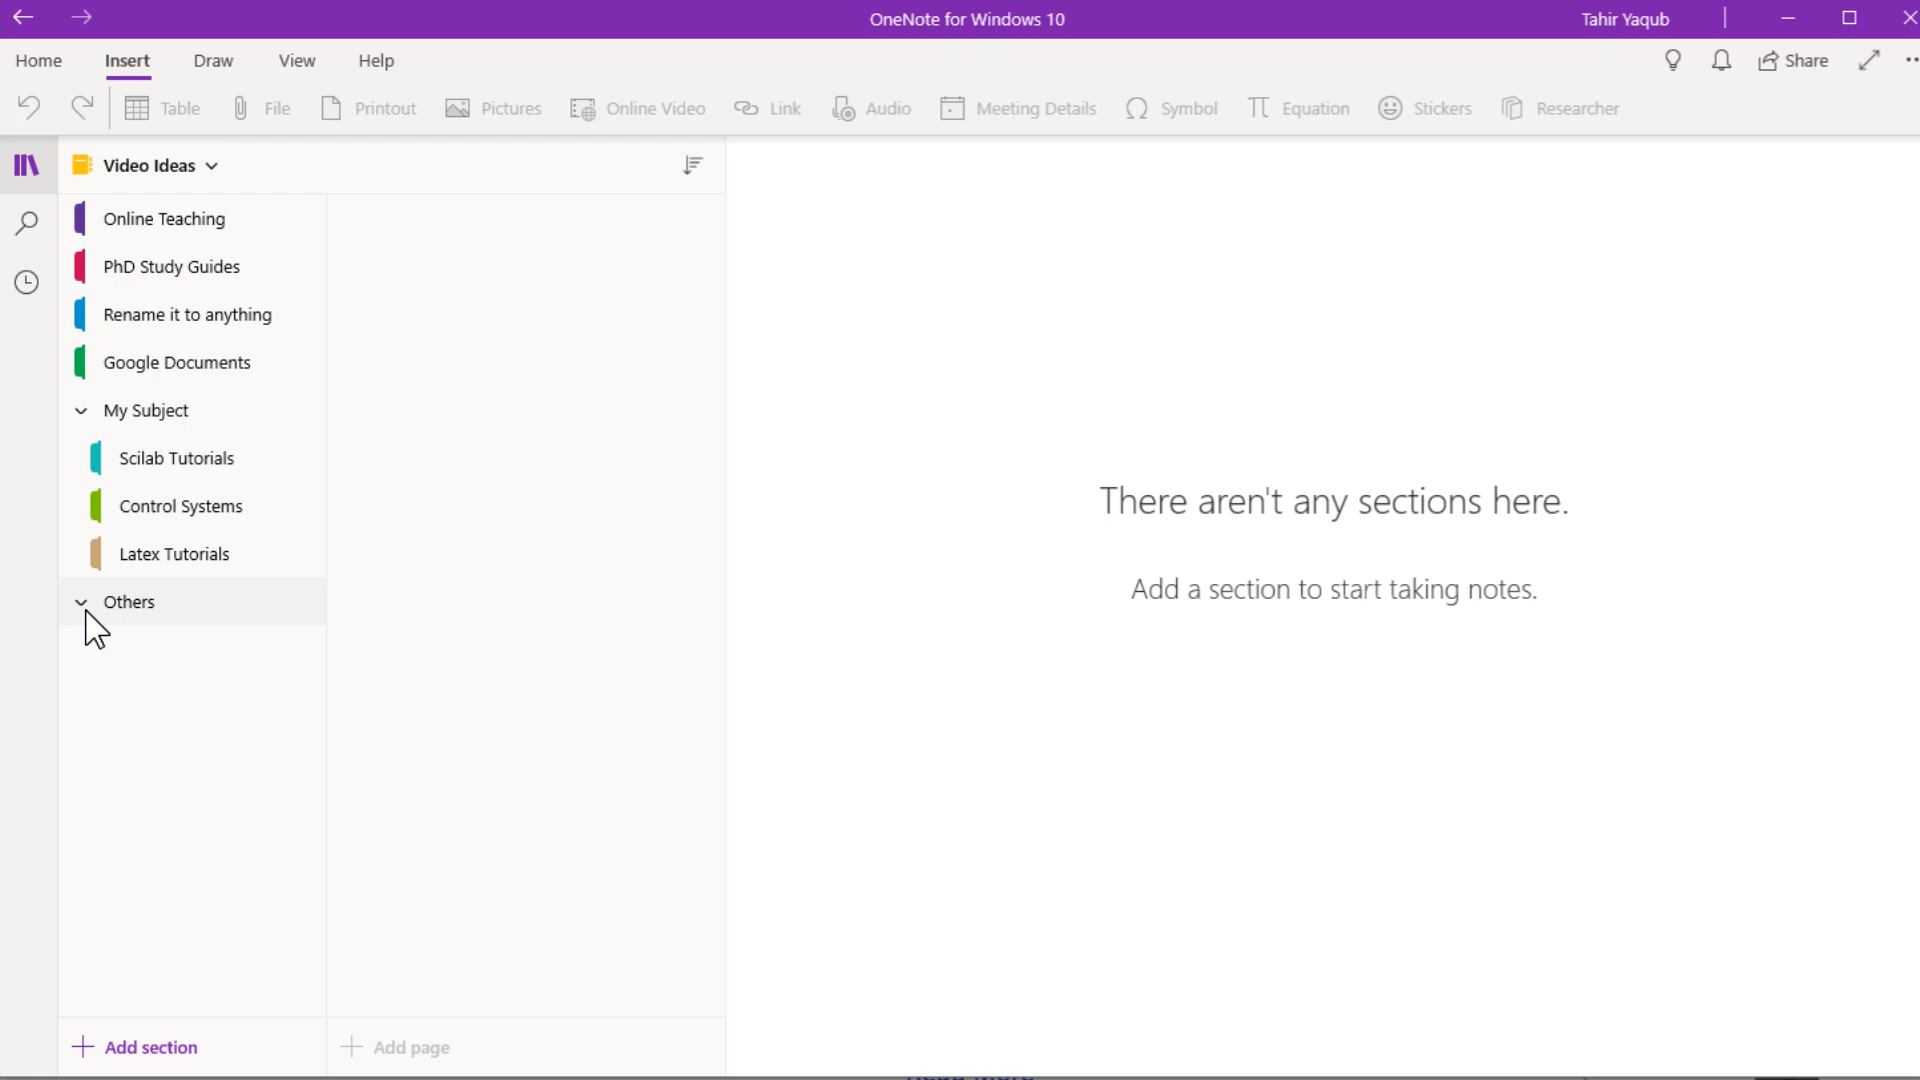 OneNote for Windows 10
Tahir Yaqub
Home Insert Draw View Help
Share
Table File Printout Pictures Online Video Link Audio Meeting Details Symbol Equation Stickers Researcher
Video Ideas
Online Teaching
PhD Study Guides
Rename it to anything
Google Documents
My Subject
Scilab Tutorials
Control Systems
Latex Tutorials
Others
There aren't any sections here.
Add a section to start taking notes.
Add section
Add page